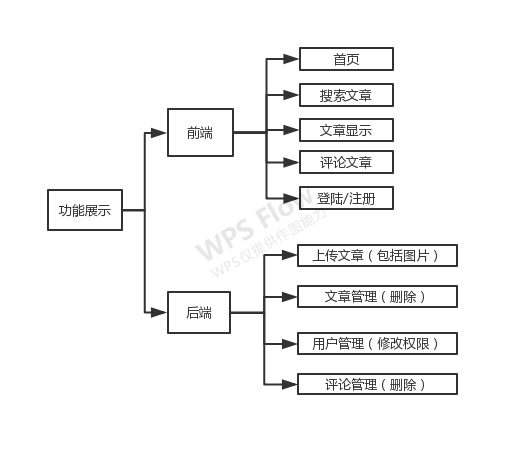 功能展示
前端
首页
搜索文章
文章显示
评论文章
登陆/注册
后端
上传文章（包括图片）
文章管理（删除）
用户管理（修改权限）
评论管理（删除）
WPS Flow
WPS仅提供作图能力